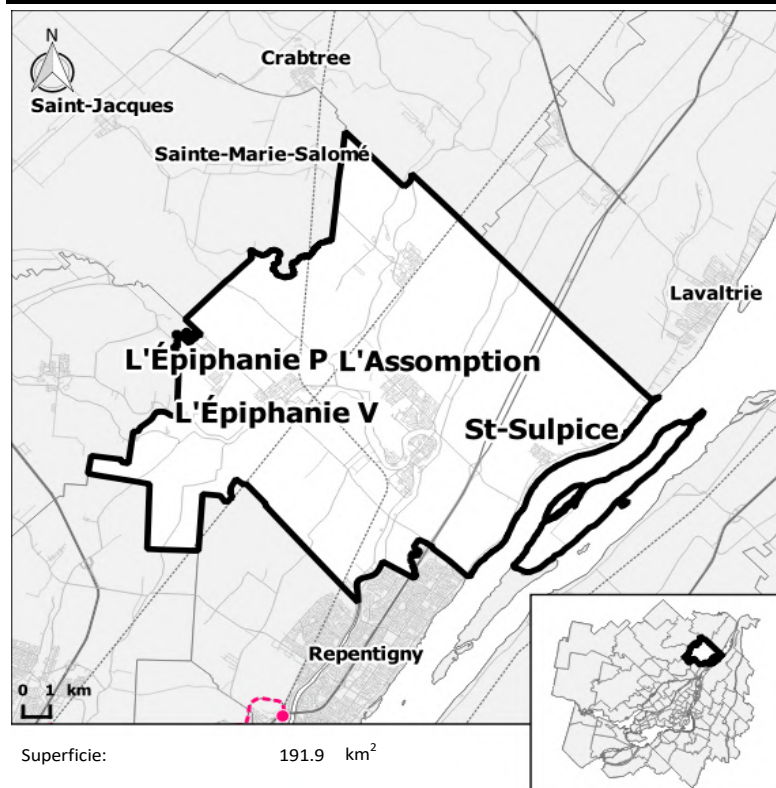 N
Crabtree
Saint-Jacques
Sainte-Marie-Salomé
Lavaltrie
L'Épiphanie P L'Assomption
L'Épiphanie V
St-Sulpice
Repentigny
0 1 km
Superficie: 191.9 km²